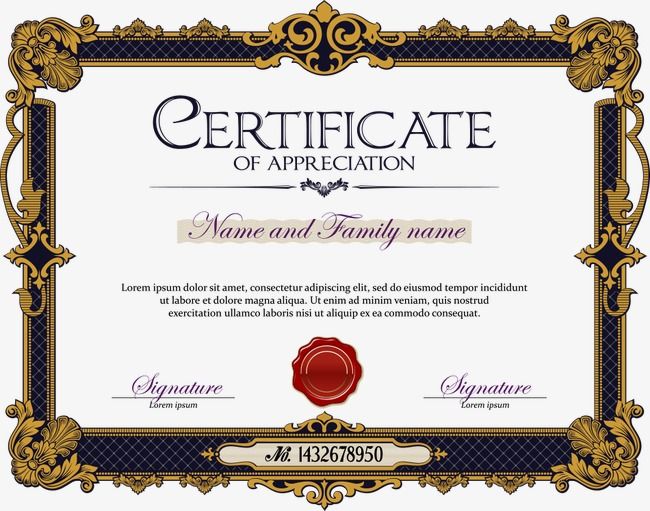 CERTIFICATE
OF APPRECIATION
Name and Family name
Lorem ipsum dolor sit amet, consectetur adipiscing elit, sed do eiusmod tempor incididunt
ut labore et dolore magna aliqua. Ut enim ad minim veniam, quis nostrud
exercitation ullamco laboris nisi ut aliquip ex ea commodo consequat.
Signature Signature
Lorem ipsum Lorem ipsum
№. 1432678950